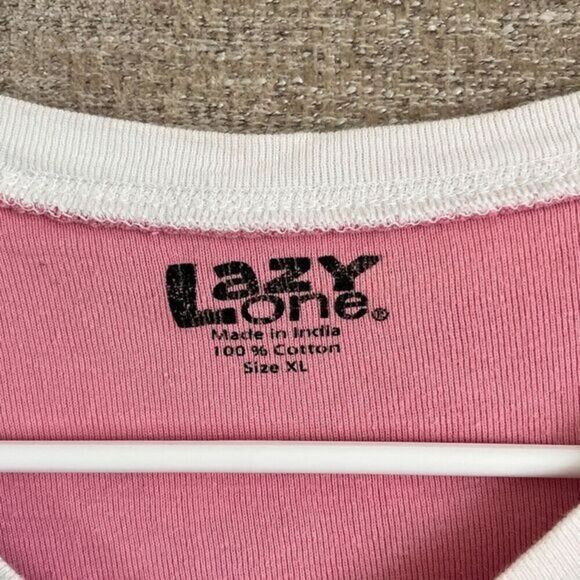 LaZY
one®
Made in India
100 % Cotton
Size XL